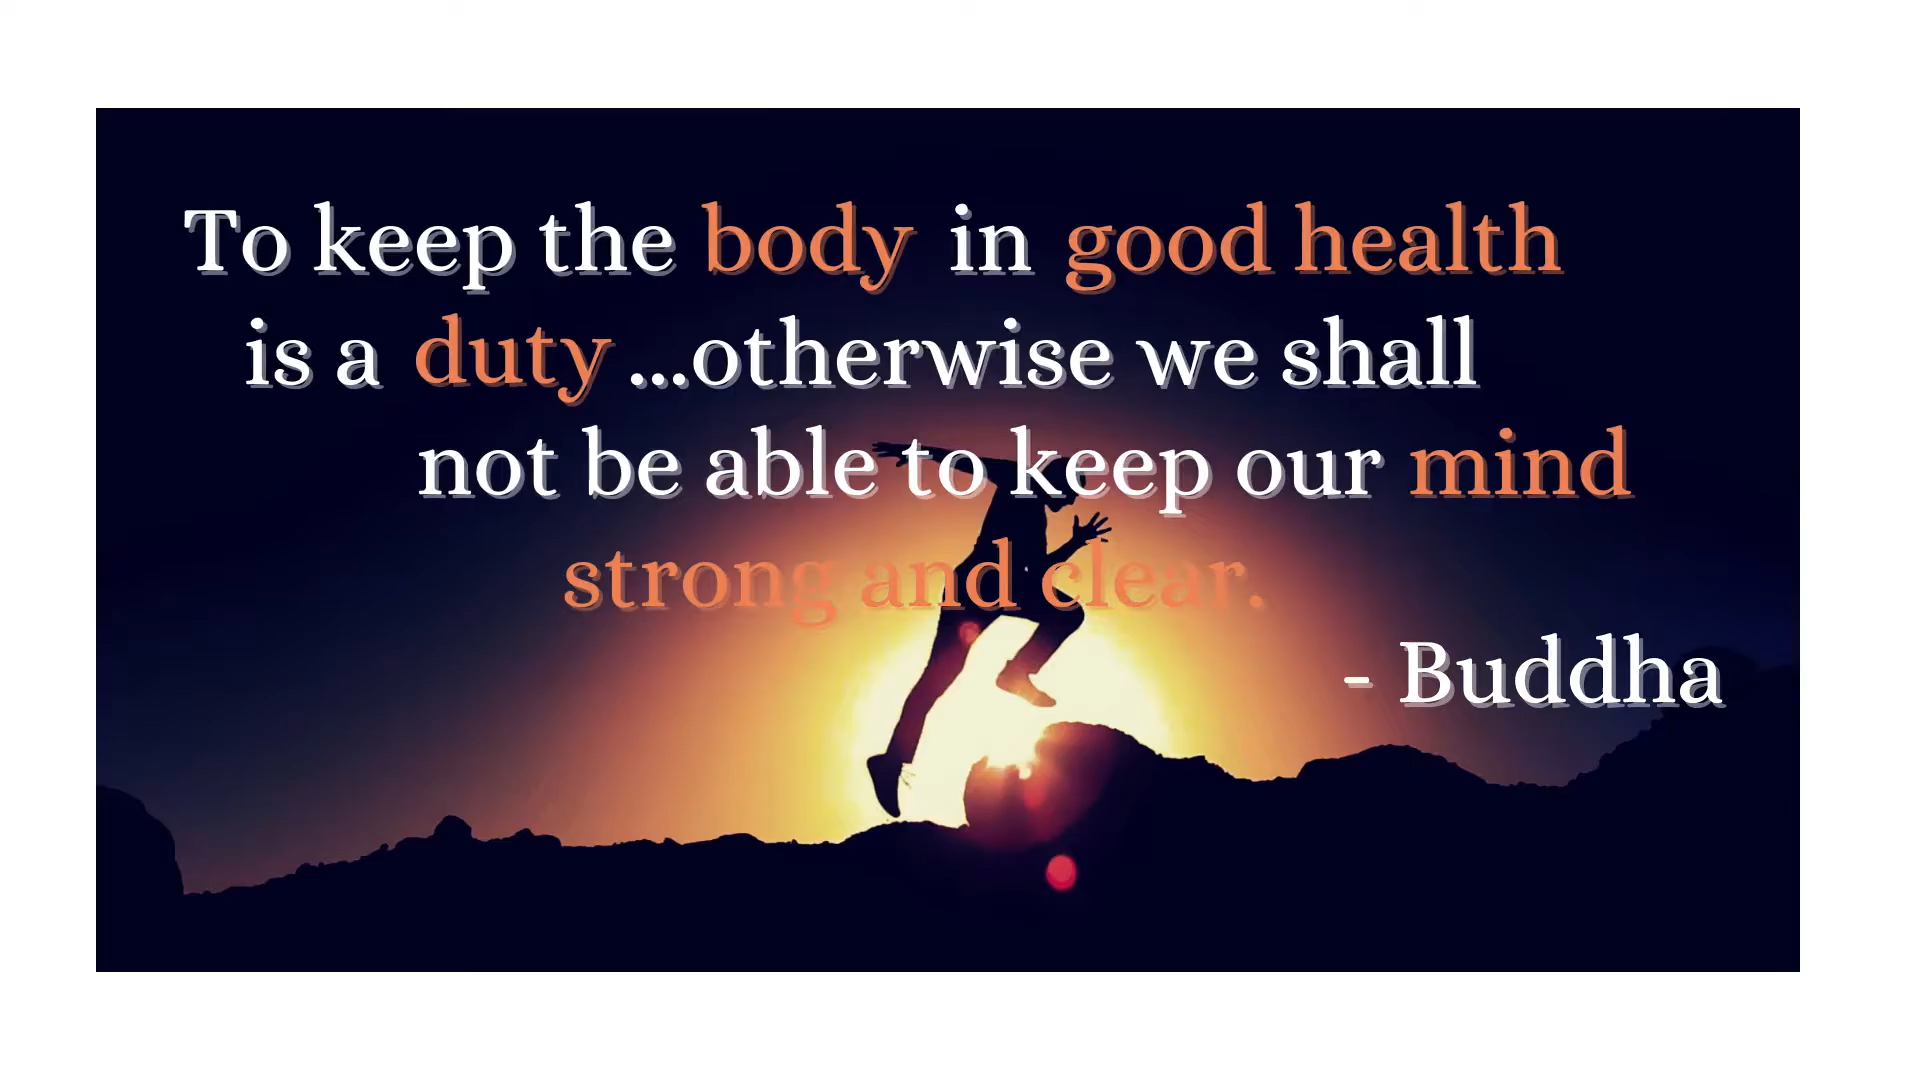 To keep the body in good health
is a duty ...otherwise we shall
not be able to keep our mind
strong and clear.
- Buddha